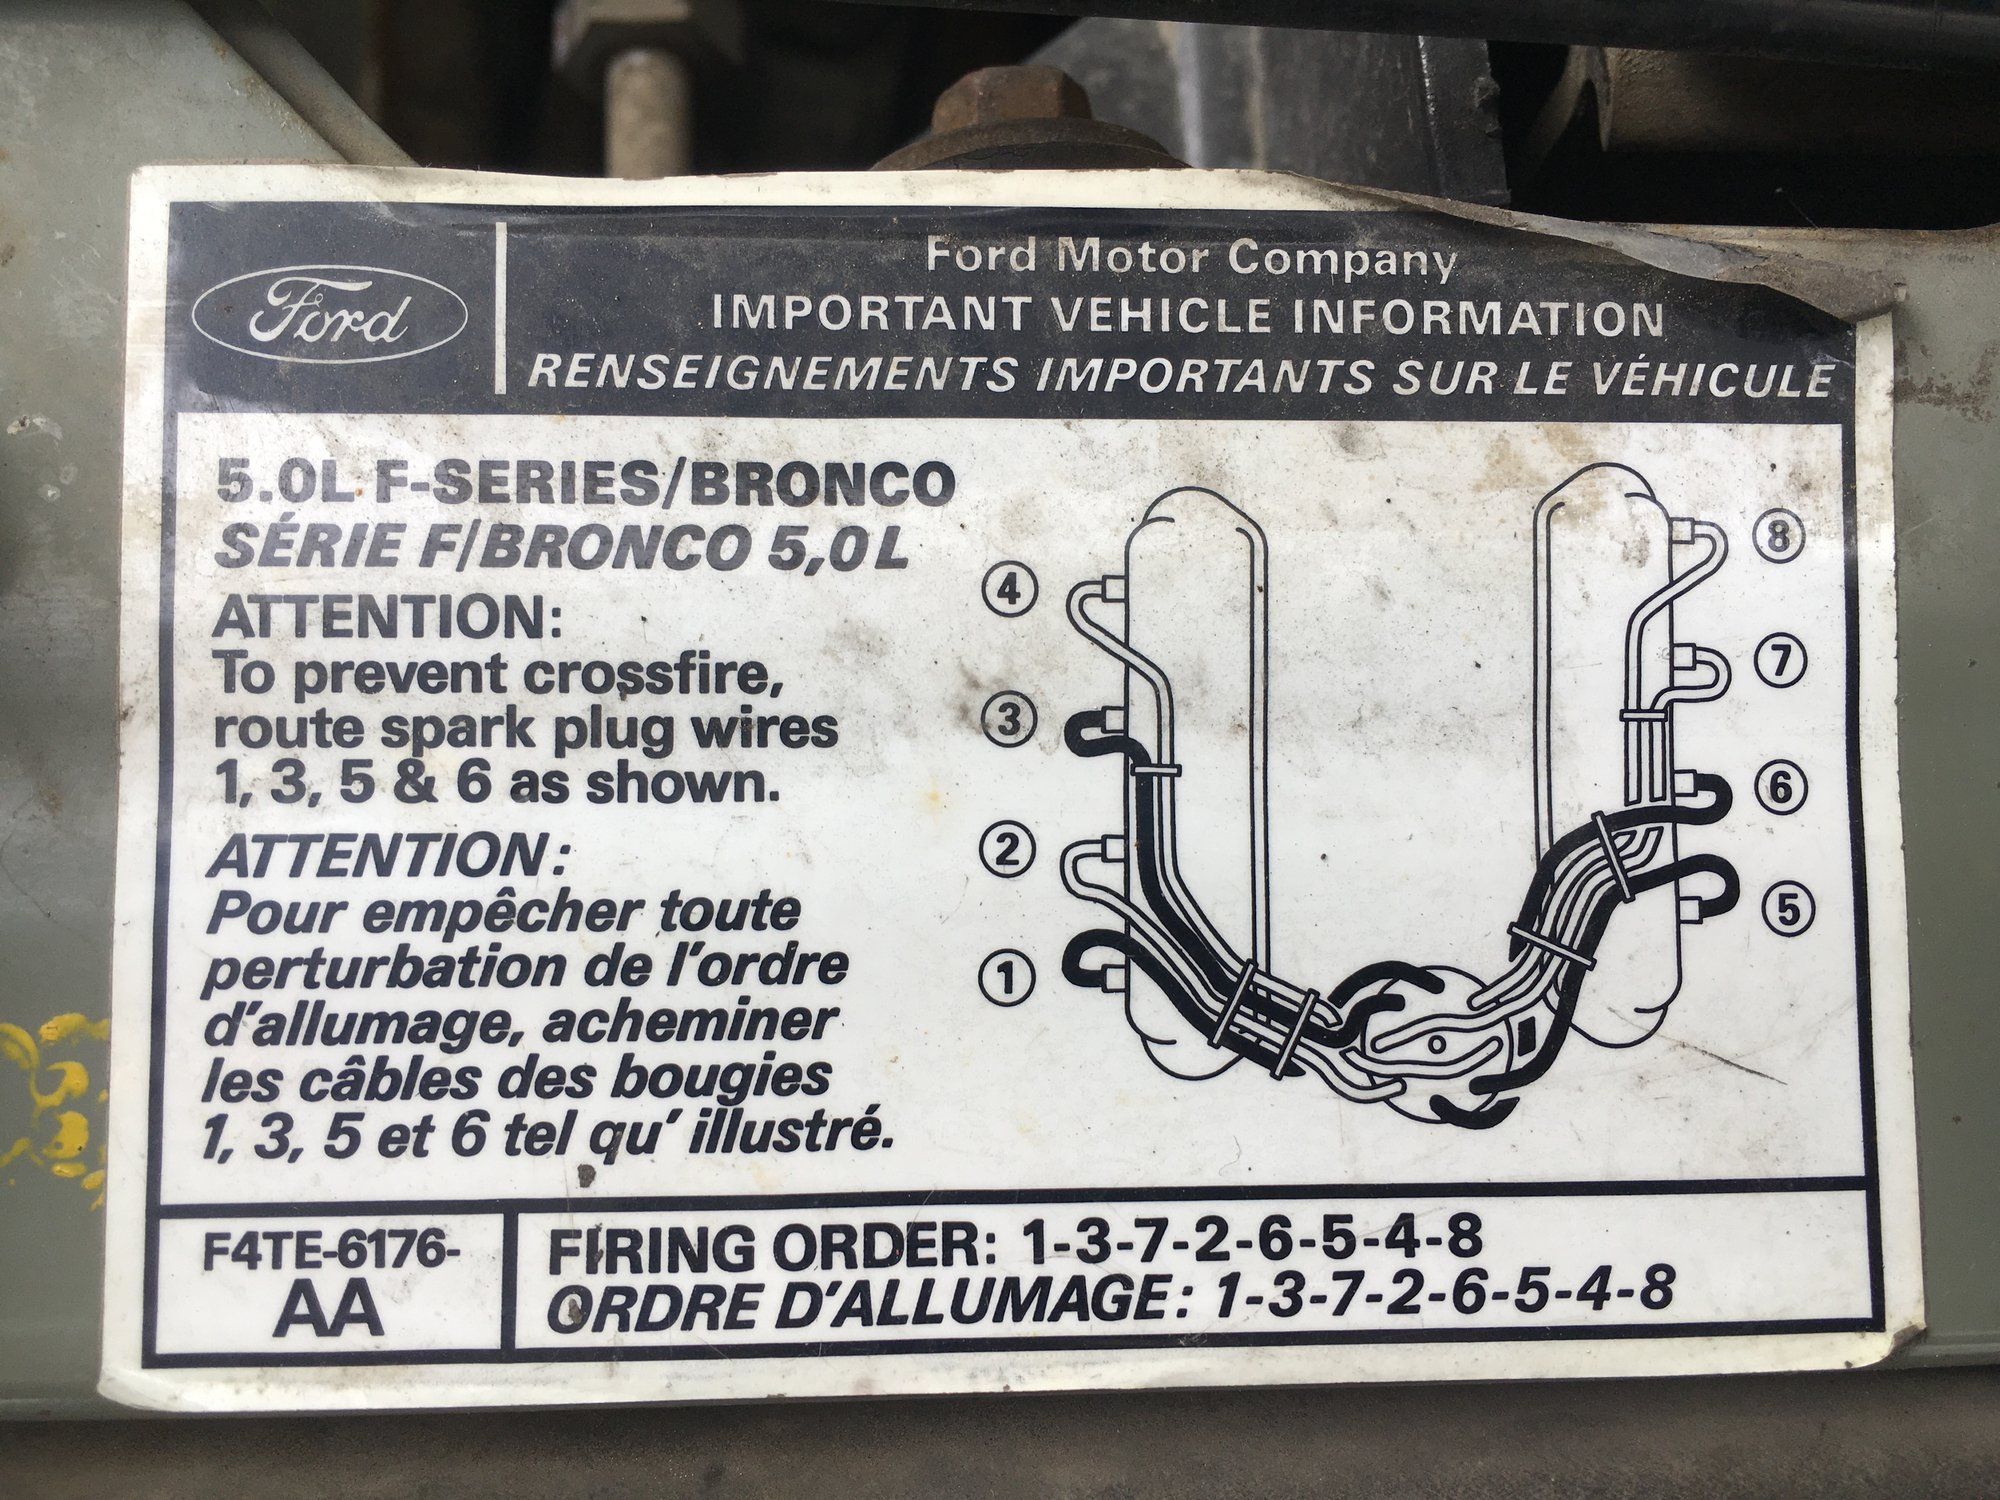 Ford
Ford Motor Company
IMPORTANT VEHICLE INFORMATION
RENSEIGNEMENTS IMPORTANTS SUR LE VÉHICULE
5.0L F-SERIES/BRONCO
SÉRIE F/BRONCO 5,0L
ATTENTION:
To prevent crossfire,
route spark plug wires
1, 3, 5 & 6 as shown.
ATTENTION:
Pour empêcher toute
perturbation de l'ordre
d'allumage, acheminer
les câbles des bougies
1, 3, 5 et 6 tel qu' illustré.
4
3
2
1
8
7
6
5
F4TE-6176-
AA
FIRING ORDER: 1-3-7-2-6-5-4-8
ORDRE D'ALLUMAGE: 1-3-7-2-6-5-4-8